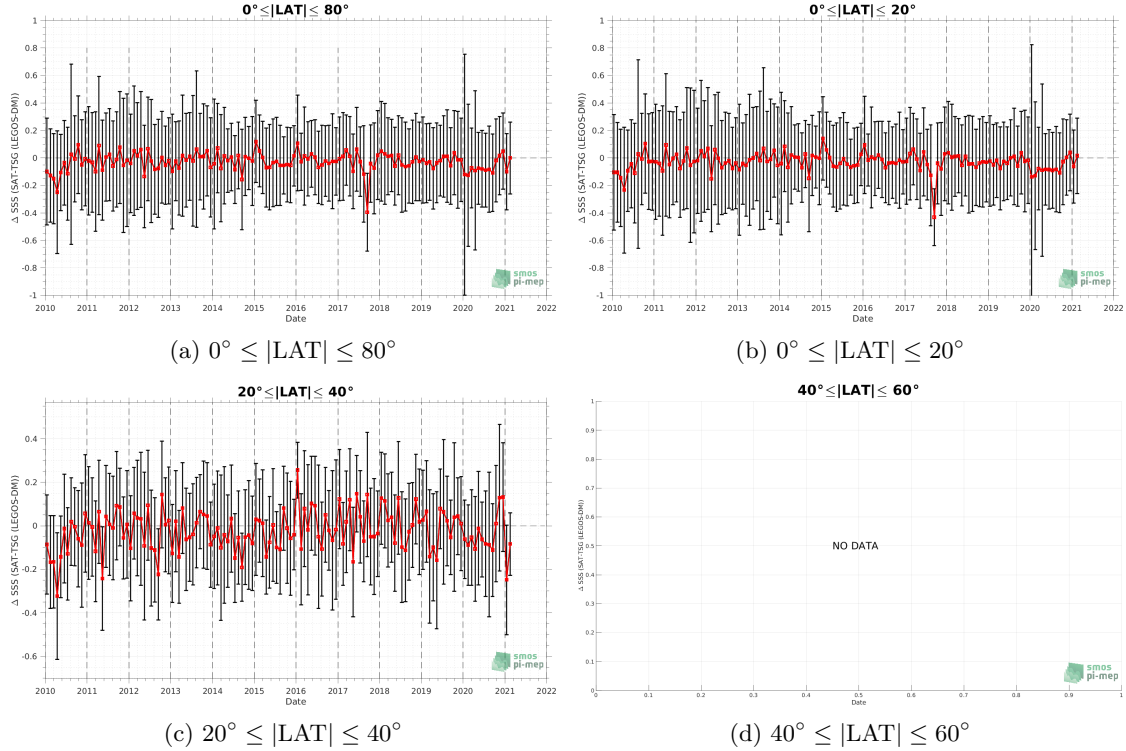 0°≤|LAT|≤ 80°
Δ SSS (SAT-TSG (LEGOS-DM))
1
0.8
0.6
0.4
0.2
0
-0.2
-0.4
-0.6
-0.8
-1
2010 2011 2012 2013 2014 2015 2016 2017 2018 2019 2020 2021 2022
Date
smos
pi-mep
(a) 0° ≤ |LAT| ≤ 80°
0°≤|LAT|≤ 20°
Δ SSS (SAT-TSG (LEGOS-DM))
1
0.8
0.6
0.4
0.2
0
-0.2
-0.4
-0.6
-0.8
-1
2010 2011 2012 2013 2014 2015 2016 2017 2018 2019 2020 2021 2022
Date
smos
pi-mep
(b) 0° ≤ |LAT| ≤ 20°
20°≤|LAT|≤ 40°
Δ SSS (SAT-TSG (LEGOS-DM))
0.4
0.2
0
-0.2
-0.4
-0.6
2010 2011 2012 2013 2014 2015 2016 2017 2018 2019 2020 2021 2022
Date
smos
pi-mep
(c) 20° ≤ |LAT| ≤ 40°
40°≤|LAT|≤ 60°
Δ SSS (SAT-TSG (LEGOS-DM))
1
0.9
0.8
0.7
0.6
0.5
0.4
0.3
0.2
0.1
0
NO DATA
0 0.1 0.2 0.3 0.4 0.5 0.6 0.7 0.8 0.9 1
Date
smos
pi-mep
(d) 40° ≤ |LAT| ≤ 60°